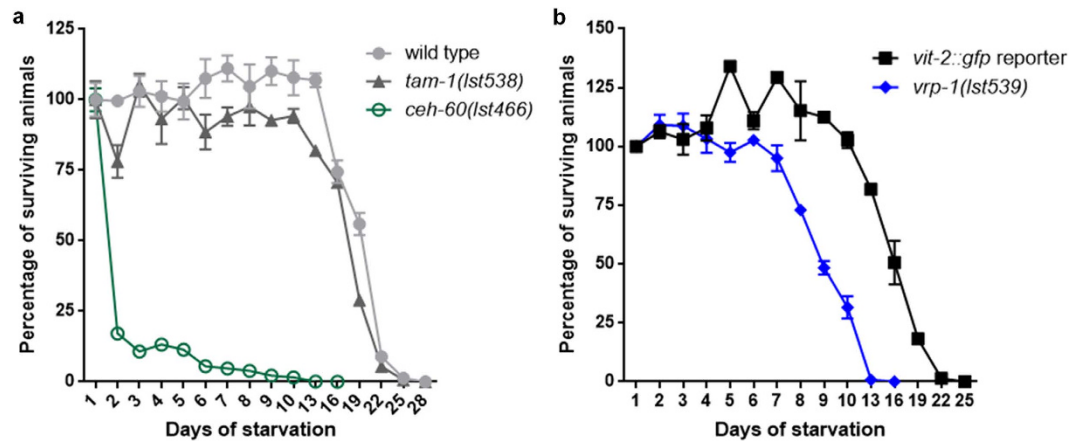 a
125
100
75
50
25
0
Percentage of surviving animals
wild type
tam-1(lst538)
ceh-60(lst466)
1 2 3 4 5 6 7 8 9 10 13 16 19 22 25 28
Days of starvation
b
150
125
100
75
50
25
0
Percentage of surviving animals
vit-2::gfp reporter
vrp-1(lst539)
1 2 3 4 5 6 7 8 9 10 13 16 19 22 25
Days of starvation